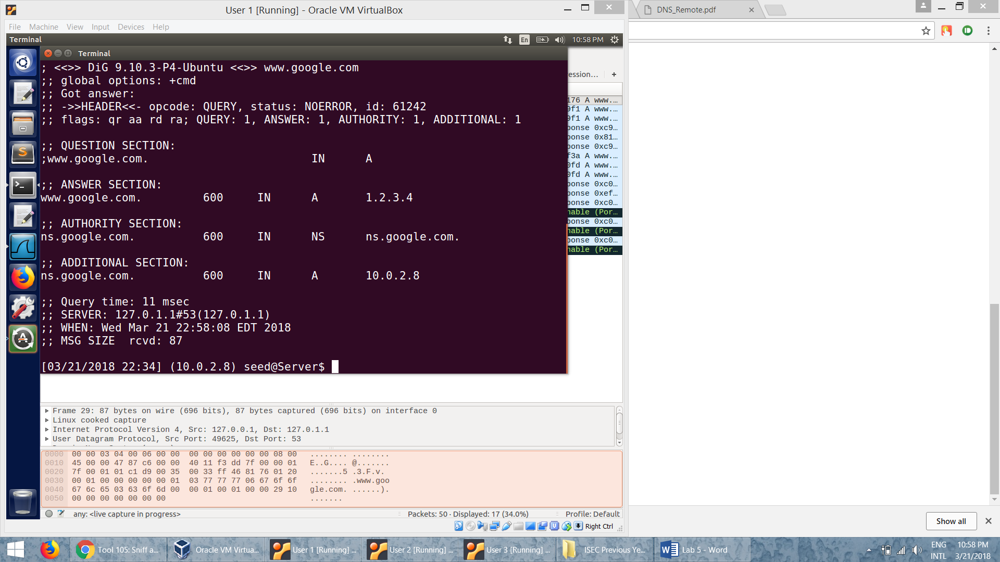 User 1 [Running] - Oracle VM VirtualBox
DNS_Remote.pdf
File Machine View Input Devices Help
Terminal
En
10:58 PM
Terminal
; <<>> DiG 9.10.3-P4-Ubuntu <<>> www.google.com
;; global options: +cmd
;; Got answer:
;; ->>HEADER<<- opcode: QUERY, status: NOERROR, id: 61242
;; flags: qr aa rd ra; QUERY: 1, ANSWER: 1, AUTHORITY: 1, ADDITIONAL: 1
;; QUESTION SECTION:
;www.google.com. IN A
;; ANSWER SECTION:
www.google.com. 600 IN A 1.2.3.4
;; AUTHORITY SECTION:
ns.google.com. 600 IN NS ns.google.com.
;; ADDITIONAL SECTION:
ns.google.com. 600 IN A 10.0.2.8
;; Query time: 11 msec
;; SERVER: 127.0.1.1#53(127.0.1.1)
;; WHEN: Wed Mar 21 22:58:08 EDT 2018
;; MSG SIZE rcvd: 87
[03/21/2018 22:34] (10.0.2.8) seed@Server$
ession... +
176 A www....
9f1 A www....
9f1 A www....
ponse 0xc9...
ponse 0x81...
ponse 0xc9...
f3a A www....
0fd A www....
0fd A www....
ponse 0xc0...
ponse 0xef...
ponse 0xc0...
nable (Por...
ponse 0xc0...
nable (Por...
ponse 0xc0...
nable (Por...
Frame 29: 87 bytes on wire (696 bits), 87 bytes captured (696 bits) on interface 0
Linux cooked capture
Internet Protocol Version 4, Src: 127.0.0.1, Dst: 127.0.1.1
User Datagram Protocol, Src Port: 49625, Dst Port: 53
0000 00 00 03 04 00 06 00 00 00 00 00 00 00 00 08 00 ........ ........
0010 45 00 00 47 87 c6 00 00 40 11 f3 dd 7f 00 00 01 E..G.... @.......
0020 7f 00 01 01 c1 d9 00 35 00 33 ff 46 81 76 01 20 .......5 .3.F.v.
0030 00 01 00 00 00 00 00 01 03 77 77 77 06 67 6f 6f ........ .www.goo
0040 67 6c 65 03 63 6f 6d 00 00 01 00 01 00 00 29 10 gle.com. ......).
0050 00 00 00 00 00 00 00 .......
any: <live capture in progress>
Packets: 50 · Displayed: 17 (34.0%)
Profile: Default
Right Ctrl
Show all
Tool 105: Sniff a...
Oracle VM Virtua...
User 1 [Running] ...
User 2 [Running] ...
User 3 [Running] ...
ISEC Previous Ye...
Lab 5 - Word
ENG
INTL
10:58 PM
3/21/2018